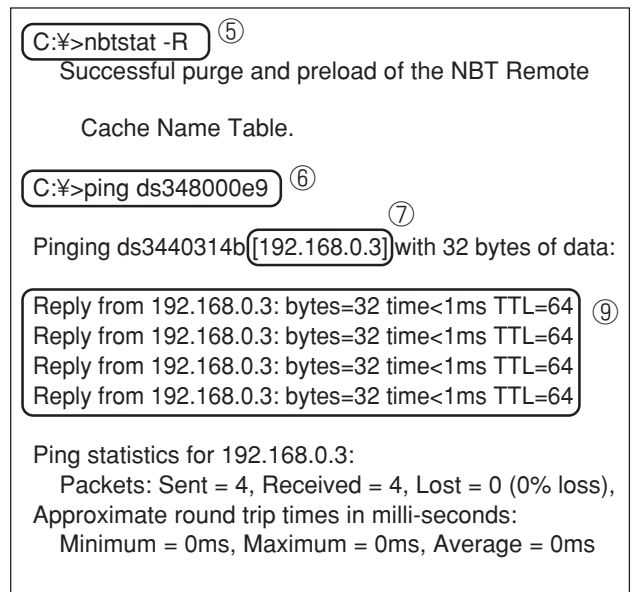 C:¥>nbtstat -R ⑤
Successful purge and preload of the NBT Remote
Cache Name Table.
C:¥>ping ds348000e9 ⑥
⑦
Pinging ds3440314b[192.168.0.3]with 32 bytes of data:
Reply from 192.168.0.3: bytes=32 time<1ms TTL=64 ⑨
Reply from 192.168.0.3: bytes=32 time<1ms TTL=64
Reply from 192.168.0.3: bytes=32 time<1ms TTL=64
Reply from 192.168.0.3: bytes=32 time<1ms TTL=64
Ping statistics for 192.168.0.3:
Packets: Sent = 4, Received = 4, Lost = 0 (0% loss),
Approximate round trip times in milli-seconds:
Minimum = 0ms, Maximum = 0ms, Average = 0ms